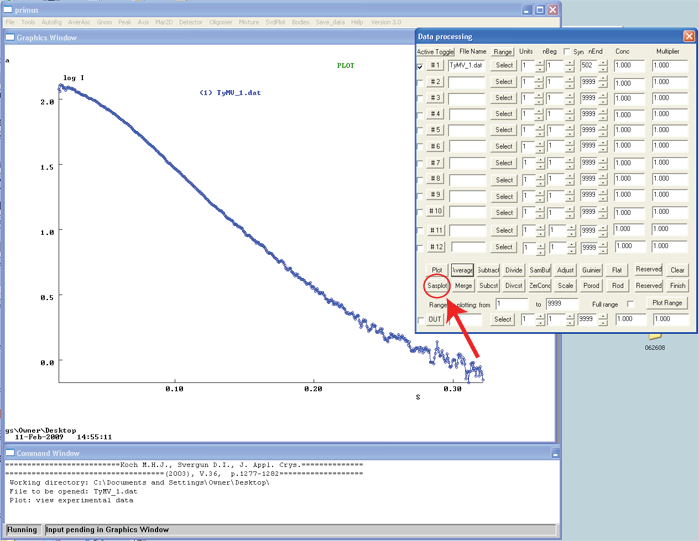 primus
File Tools AutoRg AverAsc Gnom Peak Acis Mar2D Detector Oligomer Mixture SvdPlot Bodies Save_data Help Version 3.0
Graphics Window
a
log I
PLOT
(1) TyMV_1.dat
2.0
1.5
1.0
0.5
0.0
0.10 0.20 0.30
S
gs\Owner\Desktop
11-Feb-2009 14:55:11
Command Window
Koch M.H.J., Svergun D.I., J. Appl. Crys.
(2003), V.36, p.1277-1282
Working directory: C:\Documents and Settings\Owner\Desktop\
File to be opened: TyMV_1.dat
Plot: view experimental data
Running Input pending in Graphics Window
Data processing
Active Toggle File Name Range Units nBeg Syn nEnd Conc Multiplier
# 1 TyMV_1.dat Select 1 1 502 1.000 1.000
# 2 Select 1 1 9999 1.000 1.000
# 3 Select 1 1 9999 1.000 1.000
# 4 Select 1 1 9999 1.000 1.000
# 5 Select 1 1 9999 1.000 1.000
# 6 Select 1 1 9999 1.000 1.000
# 7 Select 1 1 9999 1.000 1.000
# 8 Select 1 1 9999 1.000 1.000
# 9 Select 1 1 9999 1.000 1.000
# 10 Select 1 1 9999 1.000 1.000
# 11 Select 1 1 9999 1.000 1.000
# 12 Select 1 1 9999 1.000 1.000
Plot Average Subtract Divide SamBuf Adjust Guinier Flat Reserved Clear
Sasplot Merge Subcst Divcst ZerConc Scale Porod Rod Reserved Finish
Range plotting: from 1 to 9999 Full range Plot Range
OUT Select 1 1 9999 1.000 1.000
062608